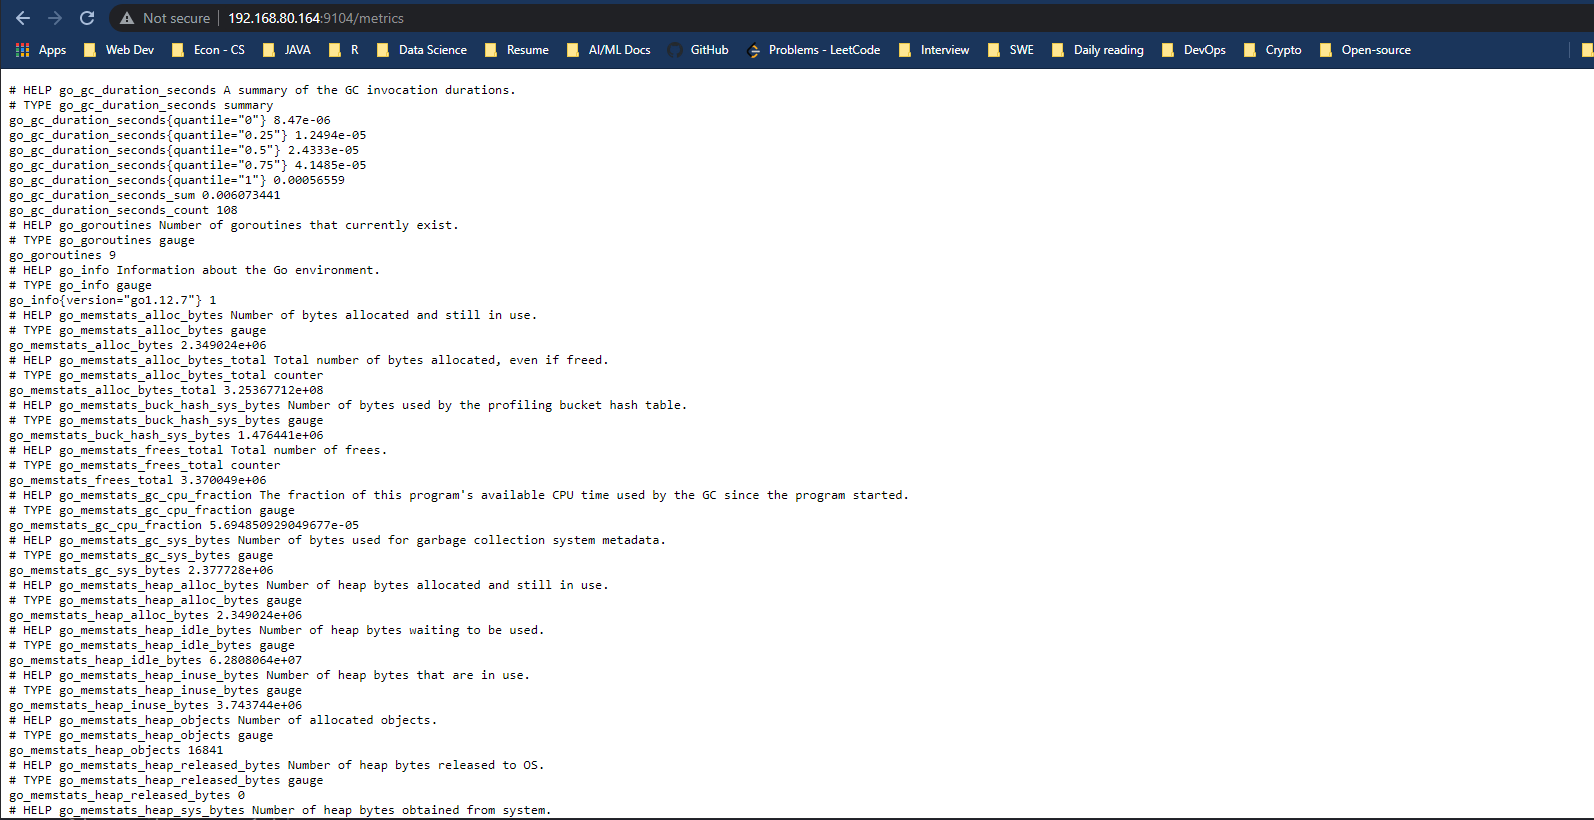 Not secure 192.168.80.164:9104/metrics
Apps Web Dev Econ - CS JAVA R Data Science Resume AI/ML Docs GitHub Problems - LeetCode Interview SWE Daily reading DevOps Crypto Open-source
# HELP go_gc_duration_seconds A summary of the GC invocation durations.
# TYPE go_gc_duration_seconds summary
go_gc_duration_seconds{quantile="0"} 8.47e-06
go_gc_duration_seconds{quantile="0.25"} 1.2494e-05
go_gc_duration_seconds{quantile="0.5"} 2.4333e-05
go_gc_duration_seconds{quantile="0.75"} 4.1485e-05
go_gc_duration_seconds{quantile="1"} 0.00056559
go_gc_duration_seconds_sum 0.006073441
go_gc_duration_seconds_count 108
# HELP go_goroutines Number of goroutines that currently exist.
# TYPE go_goroutines gauge
go_goroutines 9
# HELP go_info Information about the Go environment.
# TYPE go_info gauge
go_info{version="go1.12.7"} 1
# HELP go_memstats_alloc_bytes Number of bytes allocated and still in use.
# TYPE go_memstats_alloc_bytes gauge
go_memstats_alloc_bytes 2.349024e+06
# HELP go_memstats_alloc_bytes_total Total number of bytes allocated, even if freed.
# TYPE go_memstats_alloc_bytes_total counter
go_memstats_alloc_bytes_total 3.25367712e+08
# HELP go_memstats_buck_hash_sys_bytes Number of bytes used by the profiling bucket hash table.
# TYPE go_memstats_buck_hash_sys_bytes gauge
go_memstats_buck_hash_sys_bytes 1.476441e+06
# HELP go_memstats_frees_total Total number of frees.
# TYPE go_memstats_frees_total counter
go_memstats_frees_total 3.370049e+06
# HELP go_memstats_gc_cpu_fraction The fraction of this program's available CPU time used by the GC since the program started.
# TYPE go_memstats_gc_cpu_fraction gauge
go_memstats_gc_cpu_fraction 5.694850929049677e-05
# HELP go_memstats_gc_sys_bytes Number of bytes used for garbage collection system metadata.
# TYPE go_memstats_gc_sys_bytes gauge
go_memstats_gc_sys_bytes 2.377728e+06
# HELP go_memstats_heap_alloc_bytes Number of heap bytes allocated and still in use.
# TYPE go_memstats_heap_alloc_bytes gauge
go_memstats_heap_alloc_bytes 2.349024e+06
# HELP go_memstats_heap_idle_bytes Number of heap bytes waiting to be used.
# TYPE go_memstats_heap_idle_bytes gauge
go_memstats_heap_idle_bytes 6.2808064e+07
# HELP go_memstats_heap_inuse_bytes Number of heap bytes that are in use.
# TYPE go_memstats_heap_inuse_bytes gauge
go_memstats_heap_inuse_bytes 3.743744e+06
# HELP go_memstats_heap_objects Number of allocated objects.
# TYPE go_memstats_heap_objects gauge
go_memstats_heap_objects 16841
# HELP go_memstats_heap_released_bytes Number of heap bytes released to OS.
# TYPE go_memstats_heap_released_bytes gauge
go_memstats_heap_released_bytes 0
# HELP go_memstats_heap_sys_bytes Number of heap bytes obtained from system.